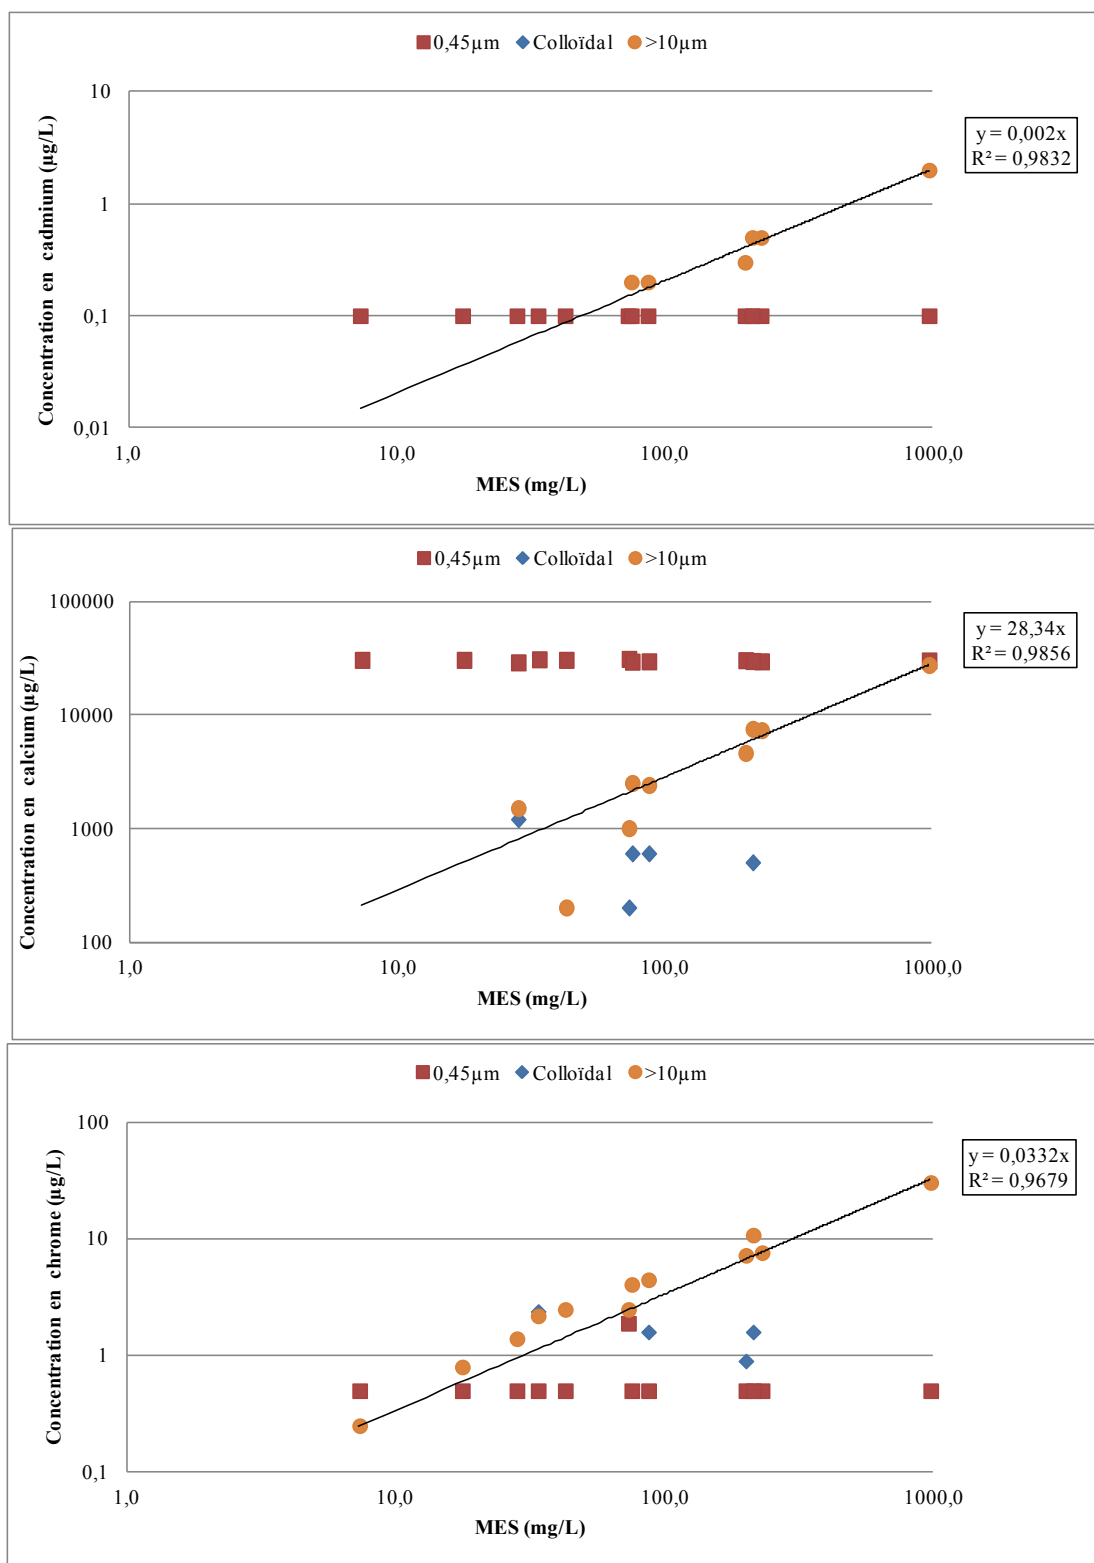 0,45µm Colloïdal >10µm
10
1
0,1
0,01
Concentration en cadmium (µg/L)
y = 0,002x
R² = 0,9832
1,0 10,0 100,0 1000,0
MES (mg/L)
0,45µm Colloïdal >10µm
100000
10000
1000
100
Concentration en calcium (µg/L)
y = 28,34x
R² = 0,9856
1,0 10,0 100,0 1000,0
MES (mg/L)
0,45µm Colloïdal >10µm
100
10
1
0,1
Concentration en chrome (µg/L)
y = 0,0332x
R² = 0,9679
1,0 10,0 100,0 1000,0
MES (mg/L)